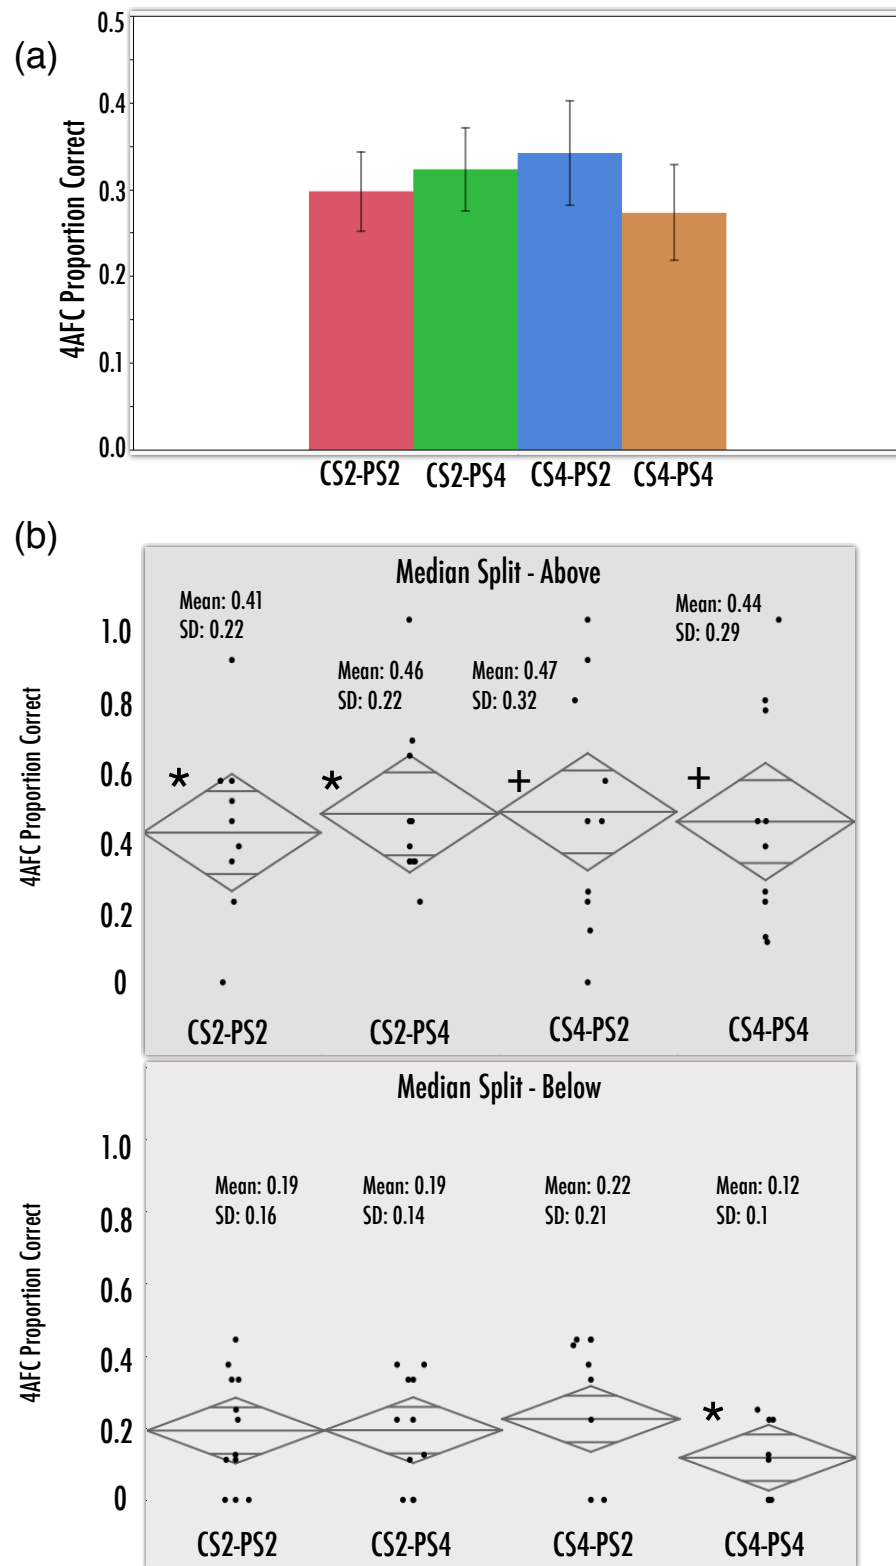 (a)
4AFC Proportion Correct
0.5
0.4
0.3
0.2
0.1
0.0
CS2-PS2 CS2-PS4 CS4-PS2 CS4-PS4
(b)
Median Split - Above
4AFC Proportion Correct
1.0
0.8
0.6
0.4
0.2
0
Mean: 0.41
SD: 0.22
Mean: 0.46
SD: 0.22
Mean: 0.47
SD: 0.32
Mean: 0.44
SD: 0.29
* * + +
CS2-PS2 CS2-PS4 CS4-PS2 CS4-PS4
Median Split - Below
4AFC Proportion Correct
1.0
0.8
0.6
0.4
0.2
0
Mean: 0.19
SD: 0.16
Mean: 0.19
SD: 0.14
Mean: 0.22
SD: 0.21
Mean: 0.12
SD: 0.1
*
CS2-PS2 CS2-PS4 CS4-PS2 CS4-PS4